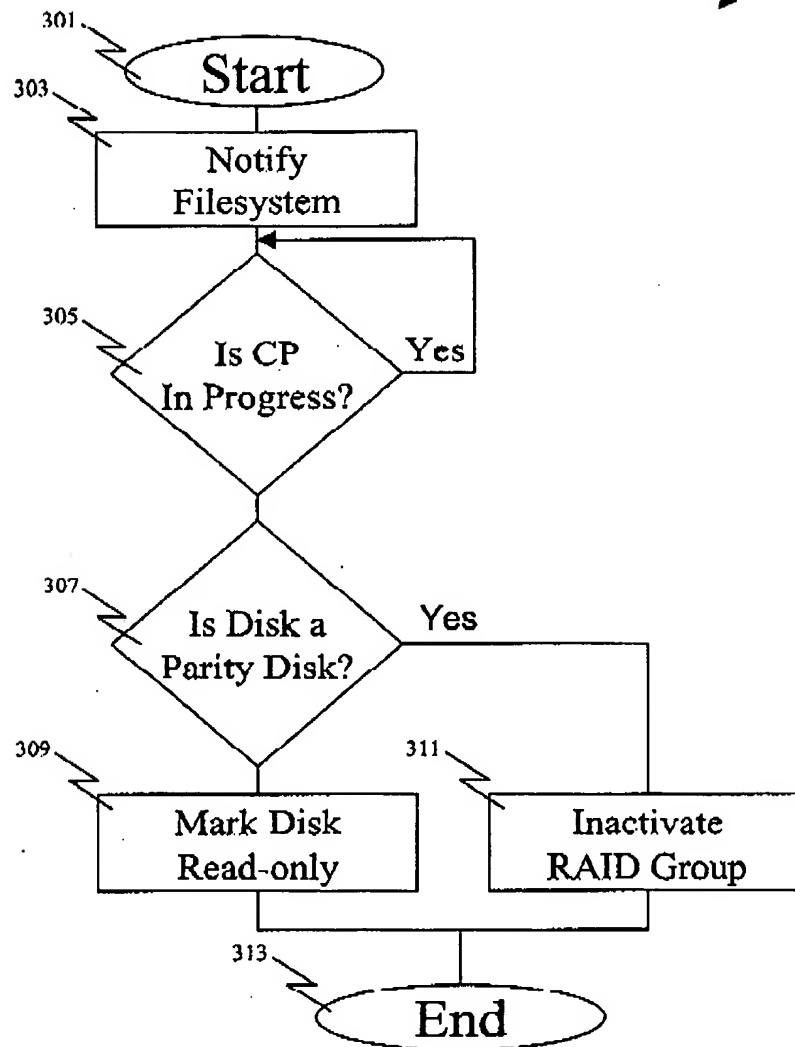 301
Start
303
Notify
Filesystem
305
Is CP
In Progress?
Yes
307
Is Disk a
Parity Disk?
Yes
309
Mark Disk
Read-only
311
Inactivate
RAID Group
313
End